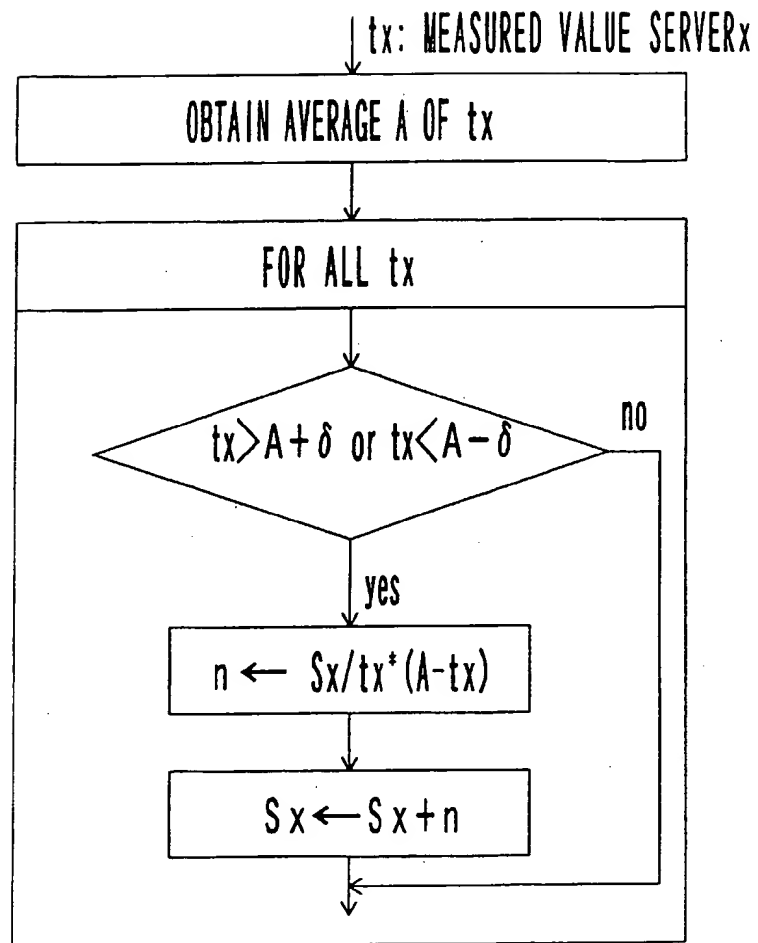 tx: MEASURED VALUE SERVERx
OBTAIN AVERAGE A OF tx
FOR ALL tx
tx>A+δ or tx<A-δ
no
yes
n ← Sx/tx*(A-tx)
Sx←Sx+n